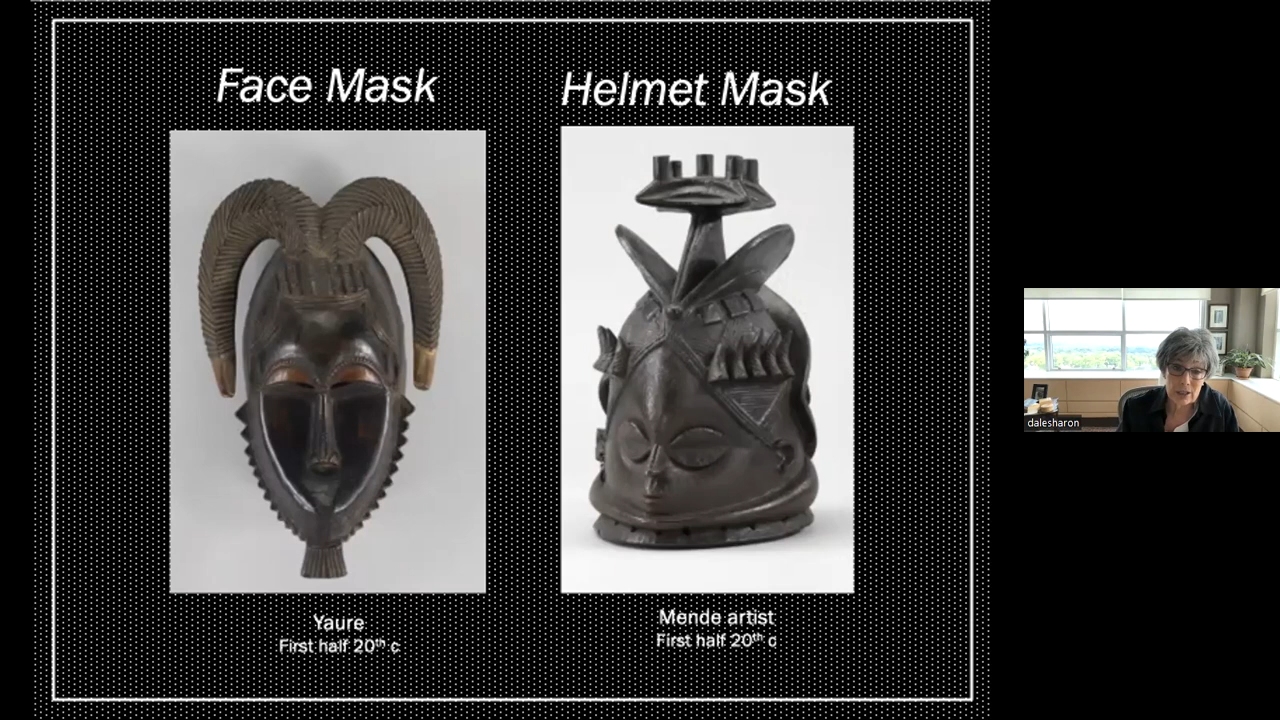 Face Mask
Helmet Mask
Yaure
First half 20th c
Mende artist
First half 20th c
dalesharon